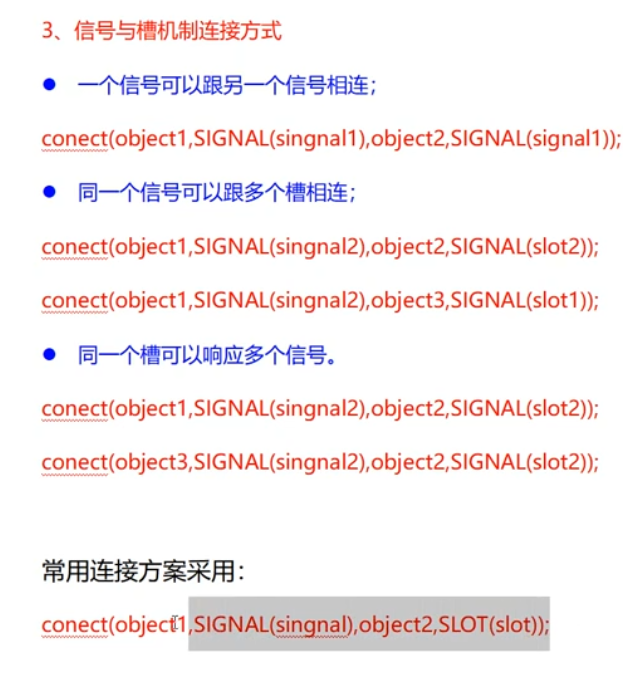 3、信号与槽机制连接方式
● 一个信号可以跟另一个信号相连；
conect(object1,SIGNAL(singnal1),object2,SIGNAL(signal1));
● 同一个信号可以跟多个槽相连；
conect(object1,SIGNAL(singnal2),object2,SIGNAL(slot2));
conect(object1,SIGNAL(singnal2),object3,SIGNAL(slot1));
● 同一个槽可以响应多个信号。
conect(object1,SIGNAL(singnal2),object2,SIGNAL(slot2));
conect(object3,SIGNAL(singnal2),object2,SIGNAL(slot2));
常用连接方案采用：
conect(object1,SIGNAL(singnal),object2,SLOT(slot));